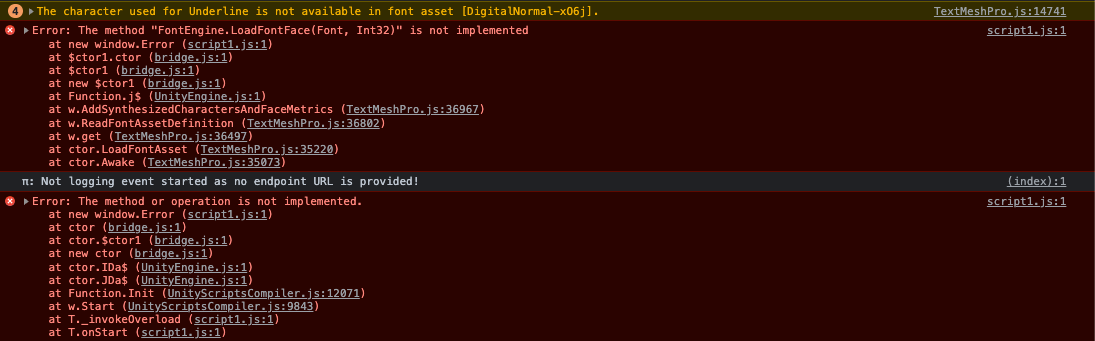 4 ▸The character used for Underline is not available in font asset [DigitalNormal-xO6j]. TextMeshPro.js:14741
▸Error: The method "FontEngine.LoadFontFace(Font, Int32)" is not implemented script1.js:1
at new window.Error (script1.js:1)
at $ctor1.ctor (bridge.js:1)
at $ctor1 (bridge.js:1)
at new $ctor1 (bridge.js:1)
at Function.j$ (UnityEngine.js:1)
at w.AddSynthesizedCharactersAndFaceMetrics (TextMeshPro.js:36967)
at w.ReadFontAssetDefinition (TextMeshPro.js:36802)
at w.get (TextMeshPro.js:36497)
at ctor.LoadFontAsset (TextMeshPro.js:35220)
at ctor.Awake (TextMeshPro.js:35073)
π: Not logging event started as no endpoint URL is provided! (index):1
▸Error: The method or operation is not implemented. script1.js:1
at new window.Error (script1.js:1)
at ctor (bridge.js:1)
at ctor.$ctor1 (bridge.js:1)
at new ctor (bridge.js:1)
at ctor.IDa$ (UnityEngine.js:1)
at ctor.JDa$ (UnityEngine.js:1)
at Function.Init (UnityScriptsCompiler.js:12071)
at w.Start (UnityScriptsCompiler.js:9843)
at T._invokeOverload (script1.js:1)
at T.onStart (script1.js:1)